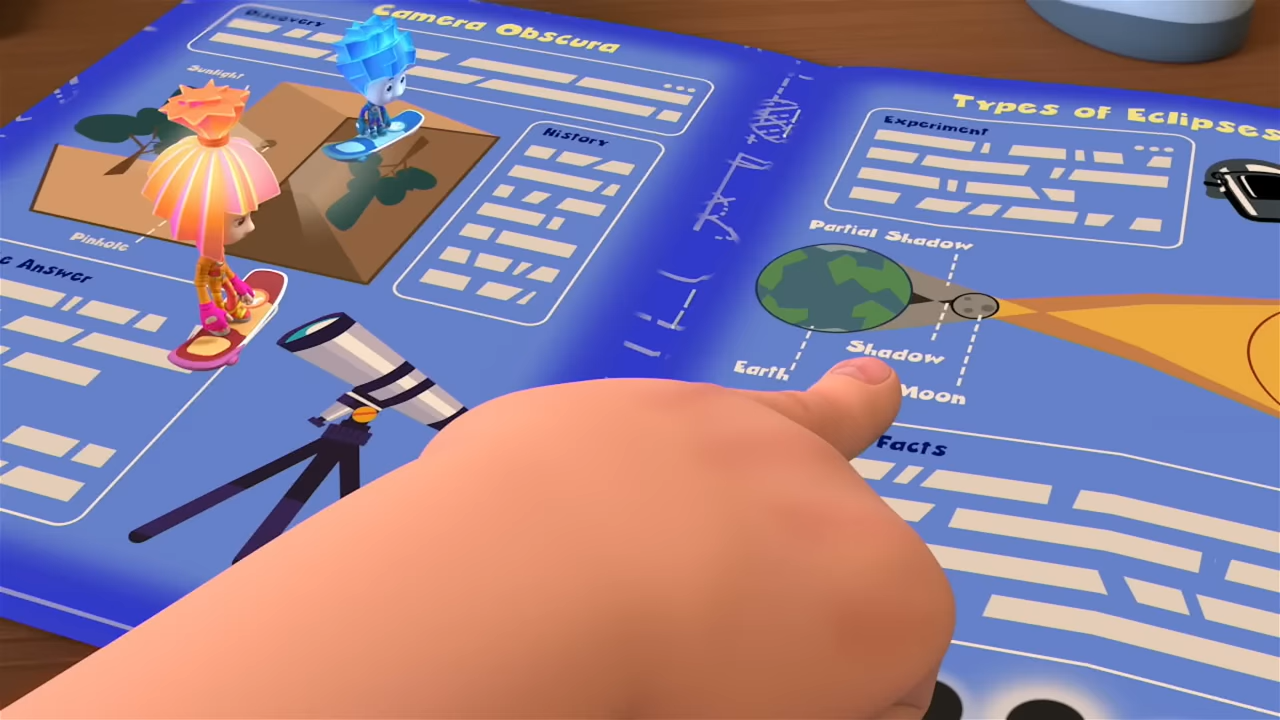 Camera Obscura
Discovery
Sunlight
History
Pinhole
Answer
Types of Eclipses
Experiment
Partial Shadow
Shadow
Earth
Moon
Facts